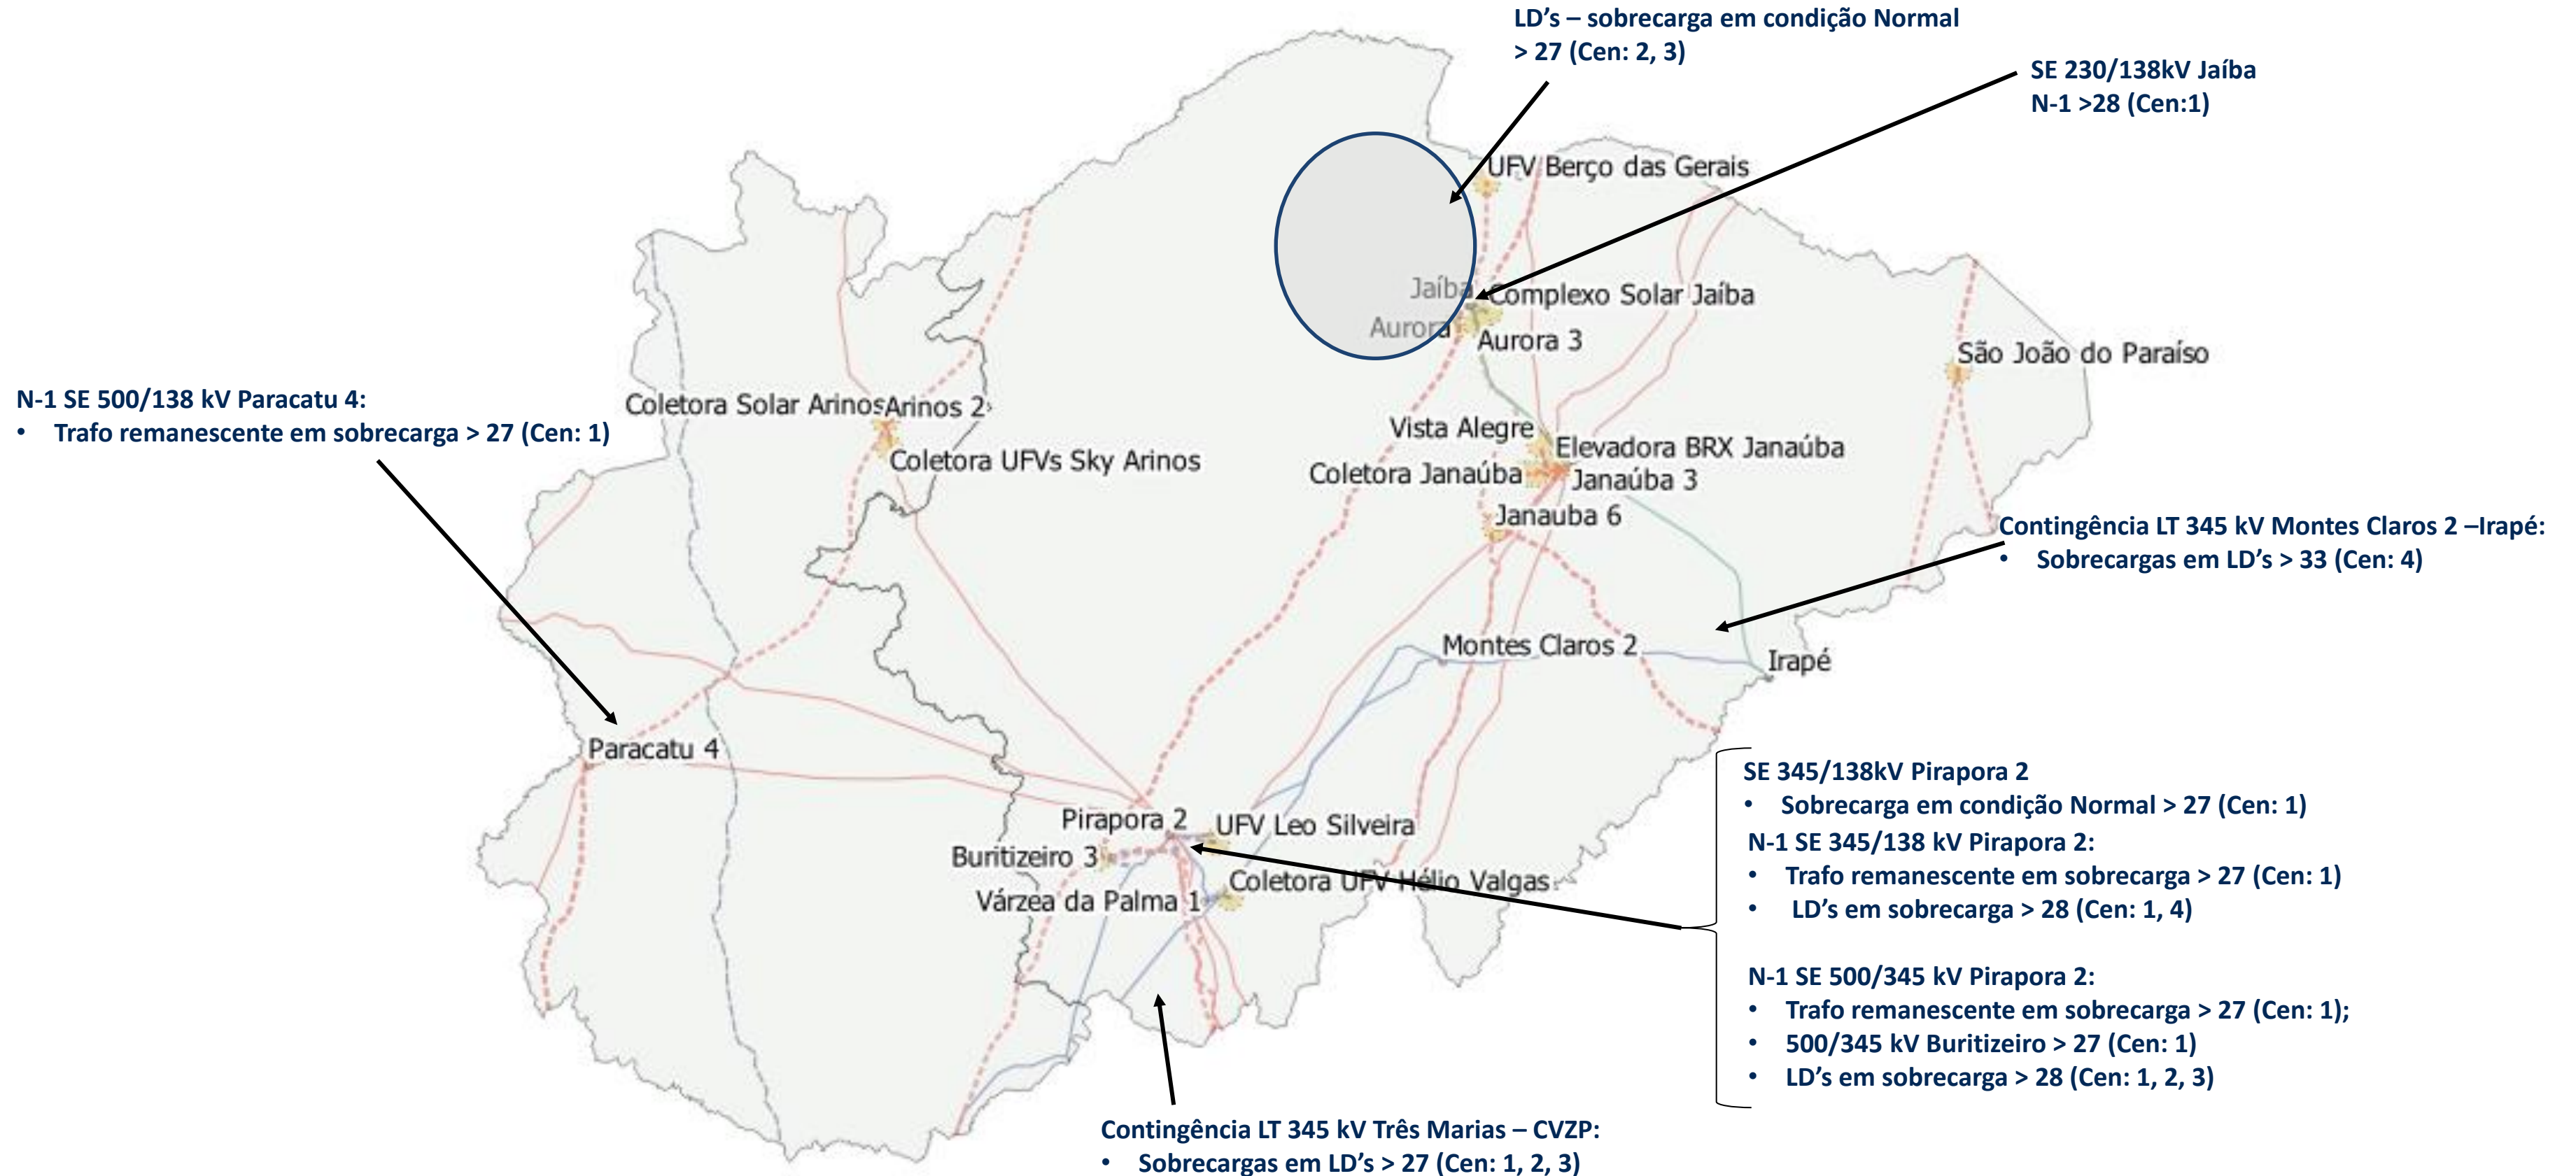 LD’s – sobrecarga em condição Normal
> 27 (Cen: 2, 3)
SE 230/138kV Jaíba
N-1 >28 (Cen:1)
UFV Berço das Gerais
Jaíba
Complexo Solar Jaíba
Aurora
Aurora 3
São João do Paraíso
N-1 SE 500/138 kV Paracatu 4:
• Trafo remanescente em sobrecarga > 27 (Cen: 1)
Coletora Solar Arinos
Arinos 2
Coletora UFVs Sky Arinos
Vista Alegre
Elevadora BRX Janaúba
Coletora Janaúba
Janaúba 3
Janauba 6
Contingência LT 345 kV Montes Claros 2 –Irapé:
• Sobrecargas em LD’s > 33 (Cen: 4)
Montes Claros 2
Irapé
Paracatu 4
Pirapora 2
UFV Leo Silveira
Buritizeiro 3
Coletora UFV Hélio Valgas
Várzea da Palma 1
SE 345/138kV Pirapora 2
• Sobrecarga em condição Normal > 27 (Cen: 1)
N-1 SE 345/138 kV Pirapora 2:
• Trafo remanescente em sobrecarga > 27 (Cen: 1)
• LD’s em sobrecarga > 28 (Cen: 1, 4)
N-1 SE 500/345 kV Pirapora 2:
• Trafo remanescente em sobrecarga > 27 (Cen: 1);
• 500/345 kV Buritizeiro > 27 (Cen: 1)
• LD’s em sobrecarga > 28 (Cen: 1, 2, 3)
Contingência LT 345 kV Três Marias – CVZP:
• Sobrecargas em LD’s > 27 (Cen: 1, 2, 3)